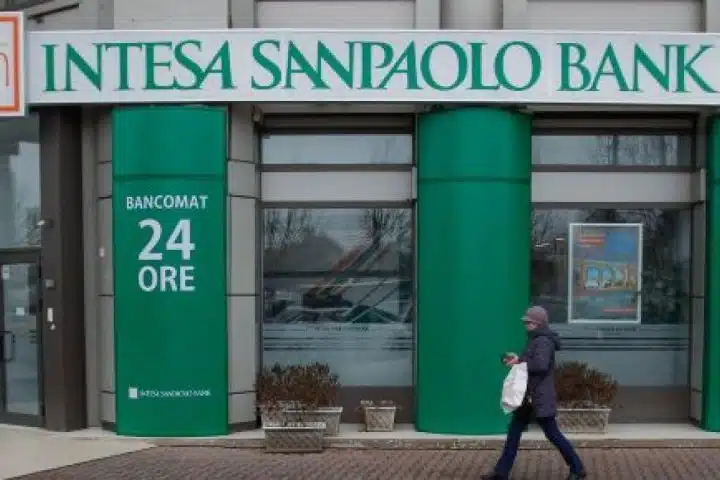 INTESA SANPAOLO BANK
BANCOMAT
24
ORE
INTESA SANPAOLO BANK